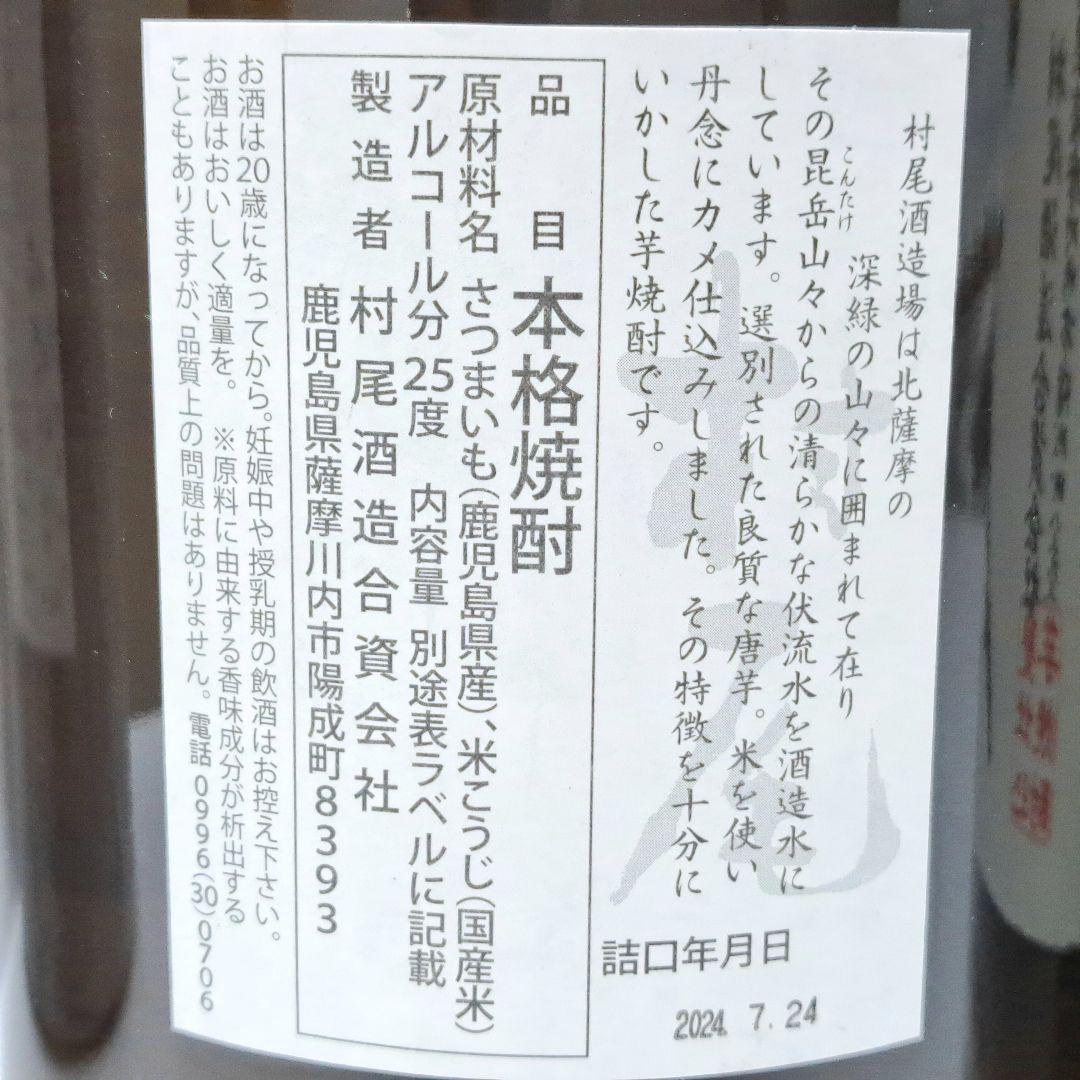 村尾酒造場は北薩摩の
深緑の山々に囲まれて在り
その昆岳山々からの清らかな伏流水を酒造水に
こんたけ
しています。選別された良質な唐芋。米を使い
丹念にカメ仕込みしました。その特徴を十分に
いかした芋焼酎です。
村尾
詰口年月日
2024. 7. 24
品目 本格焼酎
原材料名 さつまいも(鹿児島県産)、米こうじ(国産米)
アルコール分 25度 内容量 別途表ラベルに記載
製造者 村尾酒造合資会社
鹿児島県薩摩川内市陽成町8393
お酒は20歳になってから。妊娠中や授乳期の飲酒はお控え下さい。
お酒はおいしく適量を。 ※原料に由来する香味成分が析出する
こともありますが、品質上の問題はありません。電話 0996(30)0706